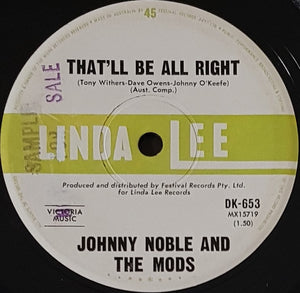 45
THAT'LL BE ALL RIGHT
(Tony Withers-Dave Owens-Johnny O'Keefe)
(Aust. Comp.)
SAMPLE
SALE
LINDA LEE
Produced and distributed by Festival Records Pty. Ltd.
for Linda Lee Records
VICTORIA
MUSIC
DK-653
MX15719
(1.50)
JOHNNY NOBLE AND
THE MODS